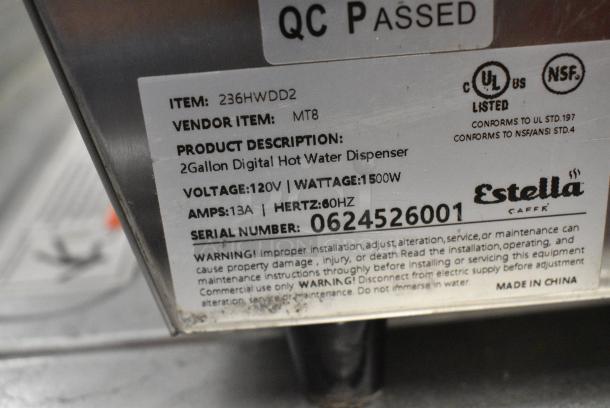 QC PASSED
ITEM: 236HWDD2
VENDOR ITEM: MT8
PRODUCT DESCRIPTION:
2Gallon Digital Hot Water Dispenser
VOLTAGE:120V | WATTAGE:1500W
AMPS:13A | HERTZ:60HZ
SERIAL NUMBER: 0624526001
C UL US
LISTED
NSF
CONFORMS TO UL STD.197
CONFORMS TO NSF/ANSI STD.4
Estella
CAFFÈ
WARNING! Improper installation,adjust,alteration,service,or maintenance can
cause property damage , injury, or death.Read the installation,operating, and
maintenance instructions throughly before installing or servicing this equipment
Commercial use only WARNING! Disconnect from electric supply before adjustment
alteration, service or maintenance. Do not immerse in water.
MADE IN CHINA